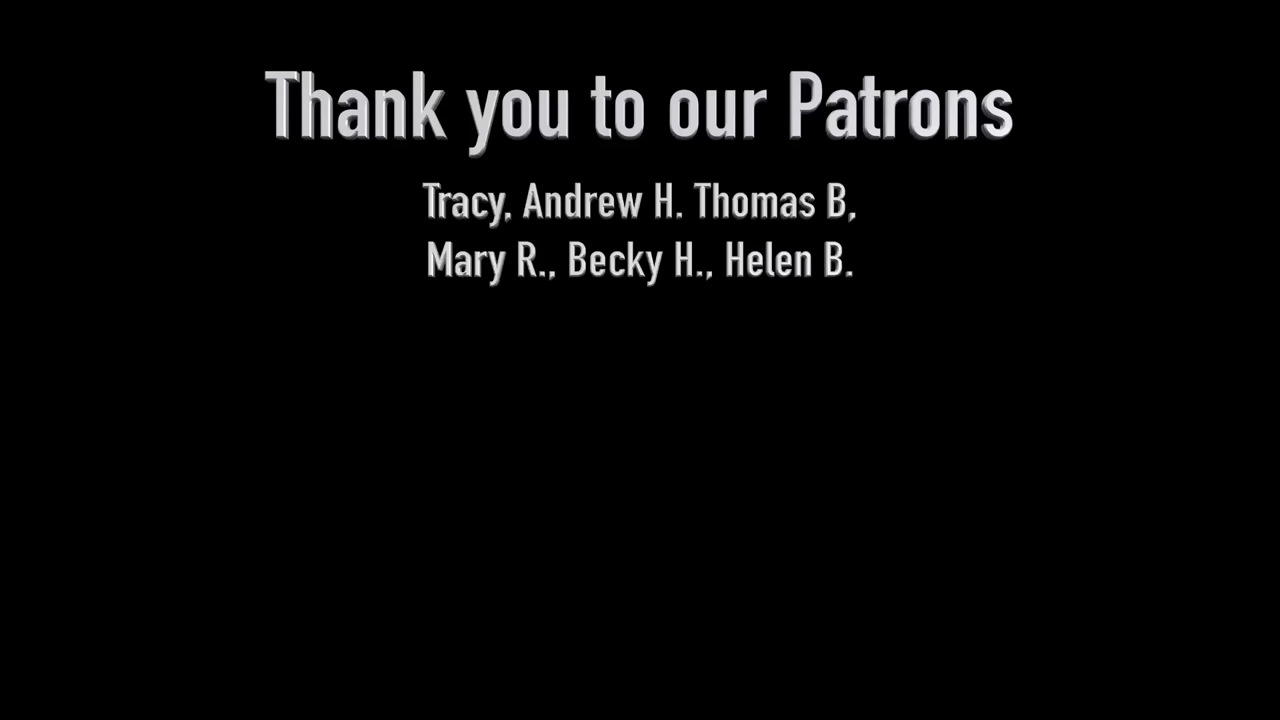 Thank you to our Patrons
Tracy, Andrew H. Thomas B,
Mary R., Becky H., Helen B.